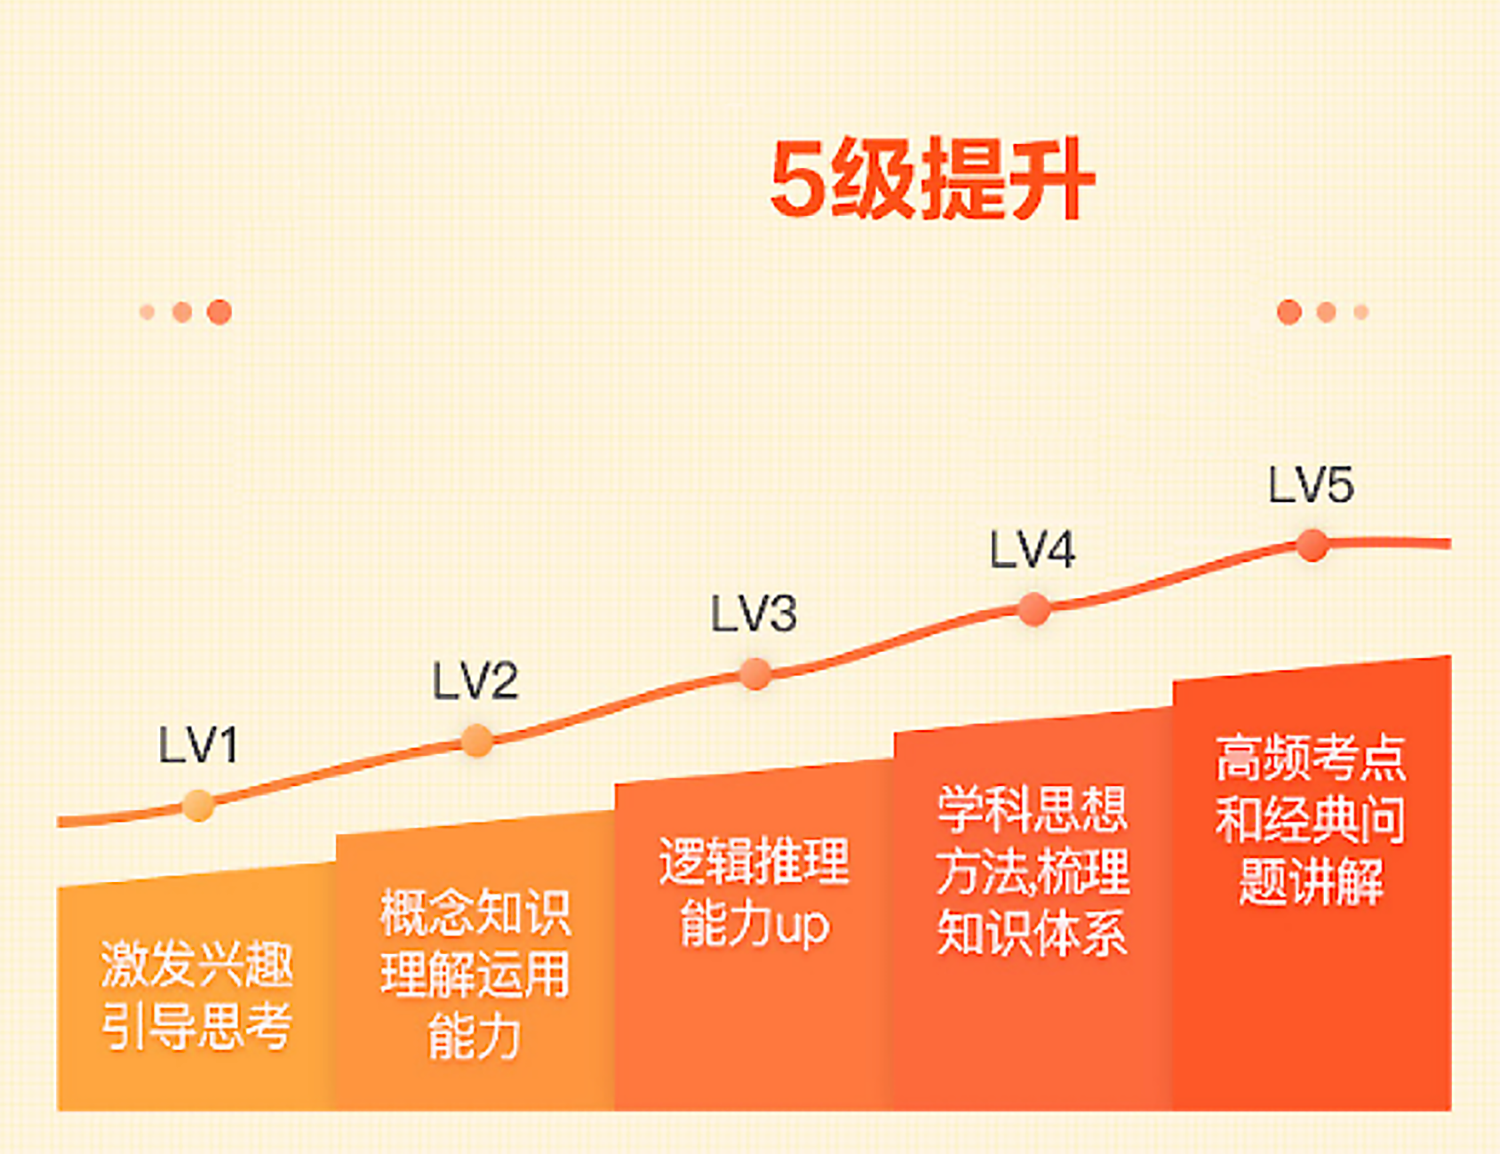 5级提升
LV1
激发兴趣
引导思考
LV2
概念知识
理解运用
能力
LV3
逻辑推理
能力up
LV4
学科思想
方法,梳理
知识体系
LV5
高频考点
和经典问
题讲解